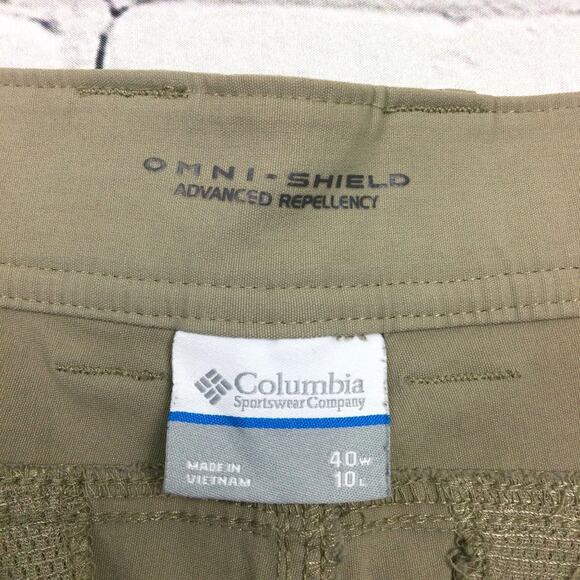 OMNI-SHIELD
ADVANCED REPELLENCY
Columbia
Sportswear Company
MADE IN
VIETNAM
40W
10L